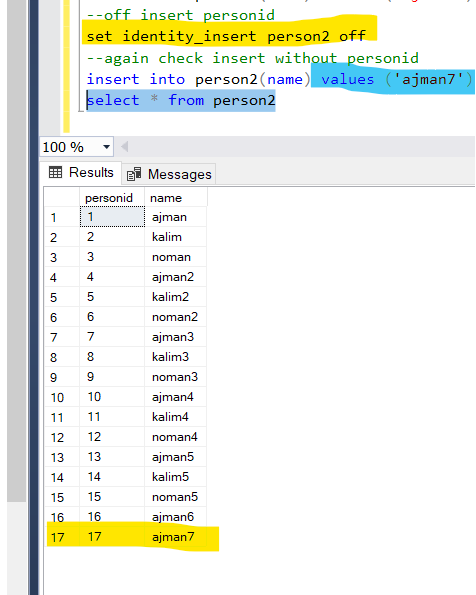 --off insert personid
set identity_insert person2 off
--again check insert without personid
insert into person2(name) values ('ajman7')
select * from person2
100 %
Results Messages
personid name
1 1 ajman
2 2 kalim
3 3 noman
4 4 ajman2
5 5 kalim2
6 6 noman2
7 7 ajman3
8 8 kalim3
9 9 noman3
10 10 ajman4
11 11 kalim4
12 12 noman4
13 13 ajman5
14 14 kalim5
15 15 noman5
16 16 ajman6
17 17 ajman7